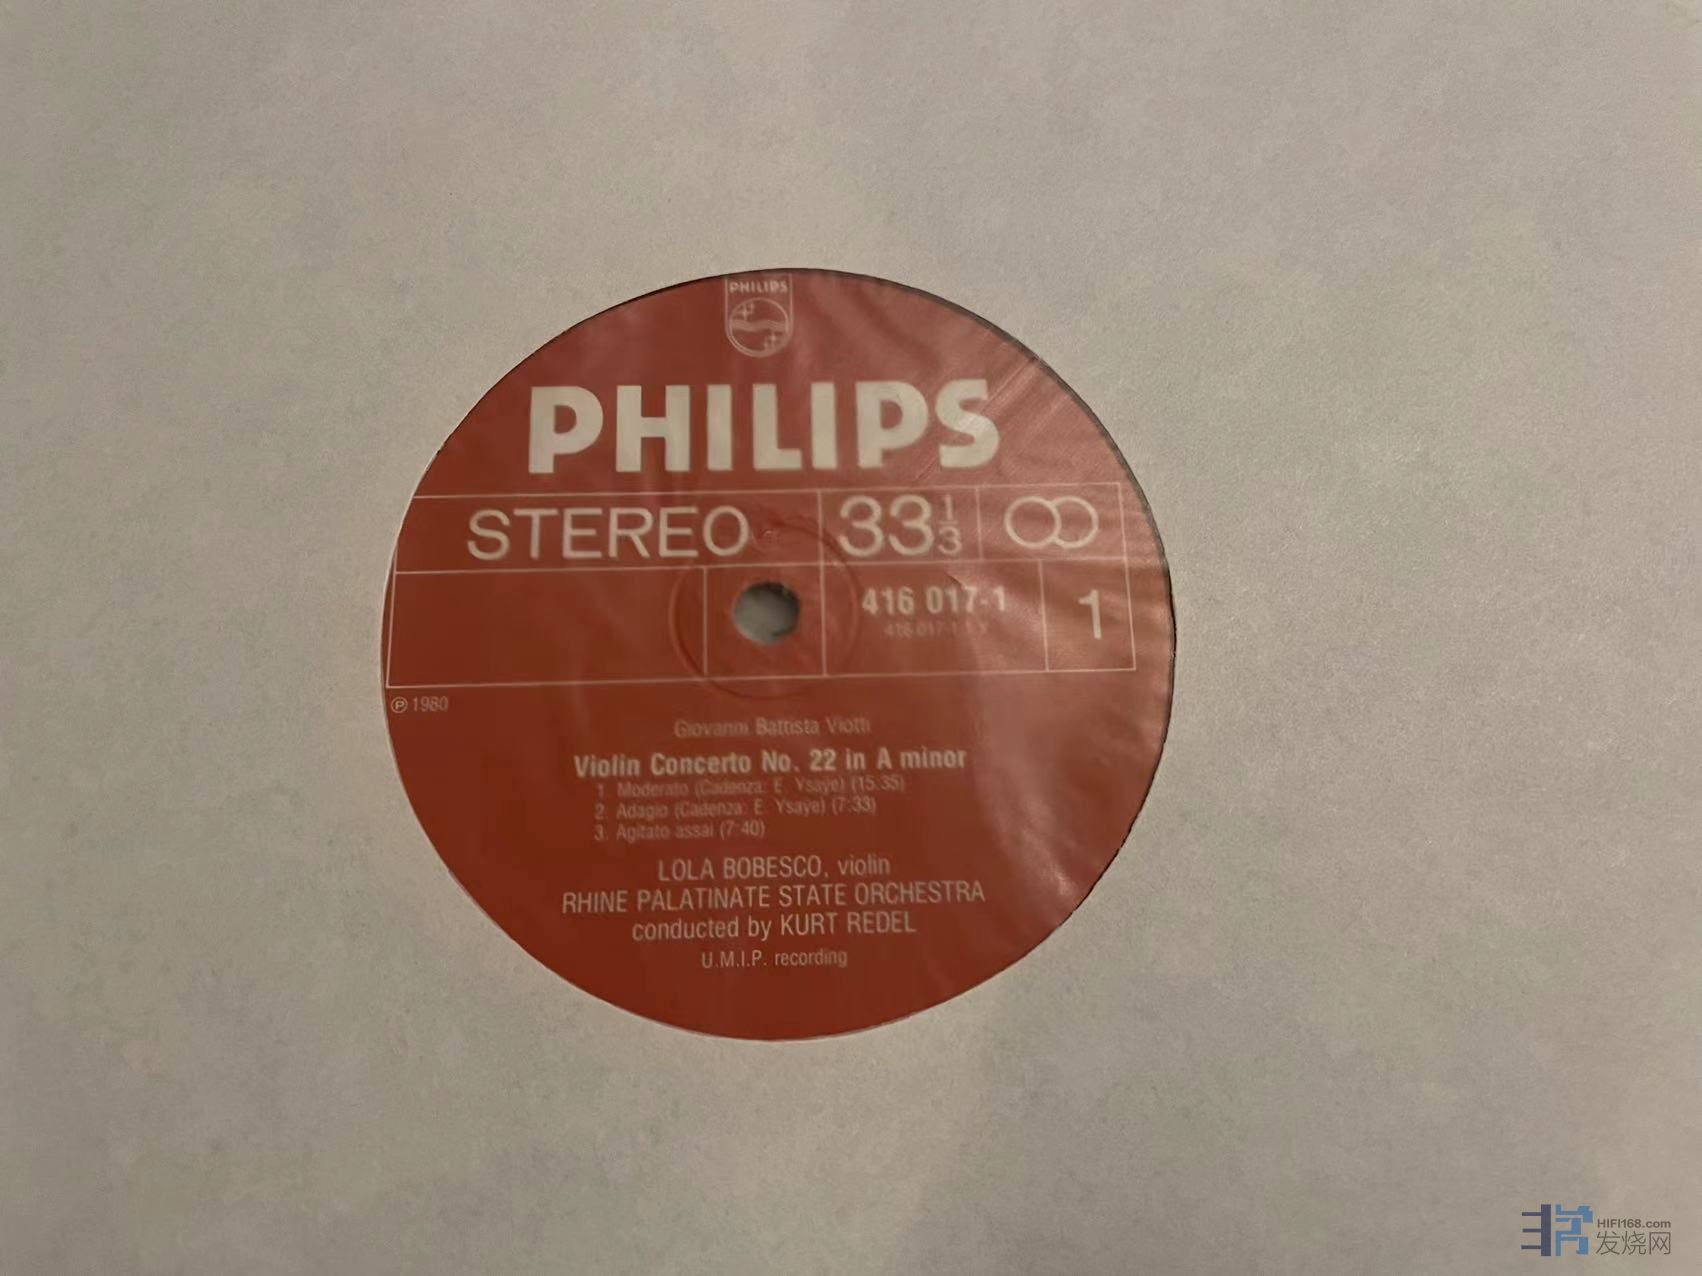 PHILIPS
PHILIPS
STEREO 33 1/3
416 017-1 1
Ⓟ 1980
Giovanni Battista Viotti
Violin Concerto No. 22 in A minor
1. Moderato (Cadenza: E. Ysaÿe) (15:35)
2. Adagio (Cadenza: E. Ysaÿe) (7:33)
3. Agitato assai (7:40)
LOLA BOBESCO, violin
RHINE PALATINATE STATE ORCHESTRA
conducted by KURT REDEL
U.M.I.P. recording
HIFI168.com
发烧网